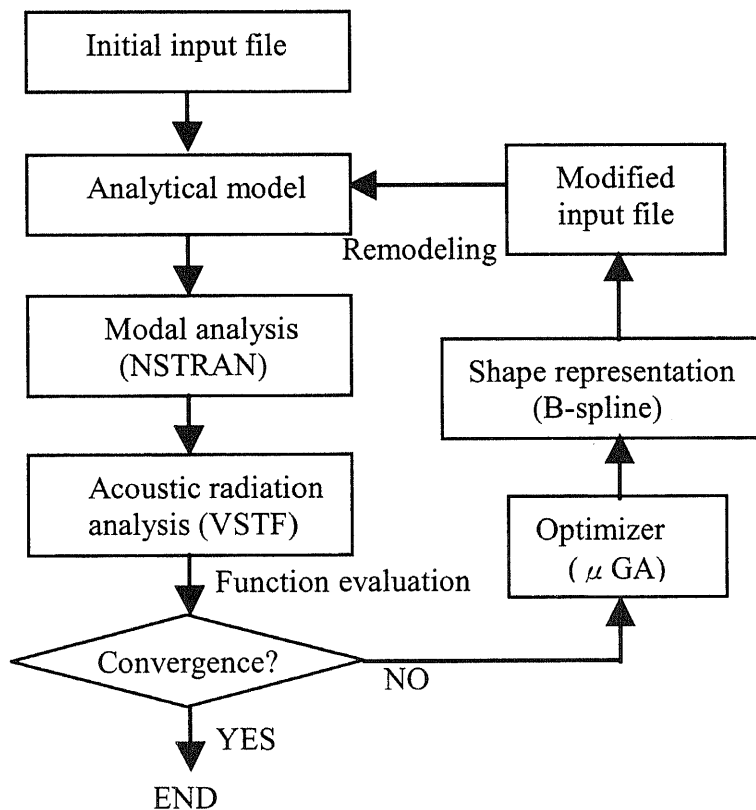 Initial input file
Analytical model
Modified
input file
Remodeling
Modal analysis
(NSTRAN)
Shape representation
(B-spline)
Acoustic radiation
analysis (VSTF)
Optimizer
( μ GA)
Function evaluation
Convergence?
NO
YES
END